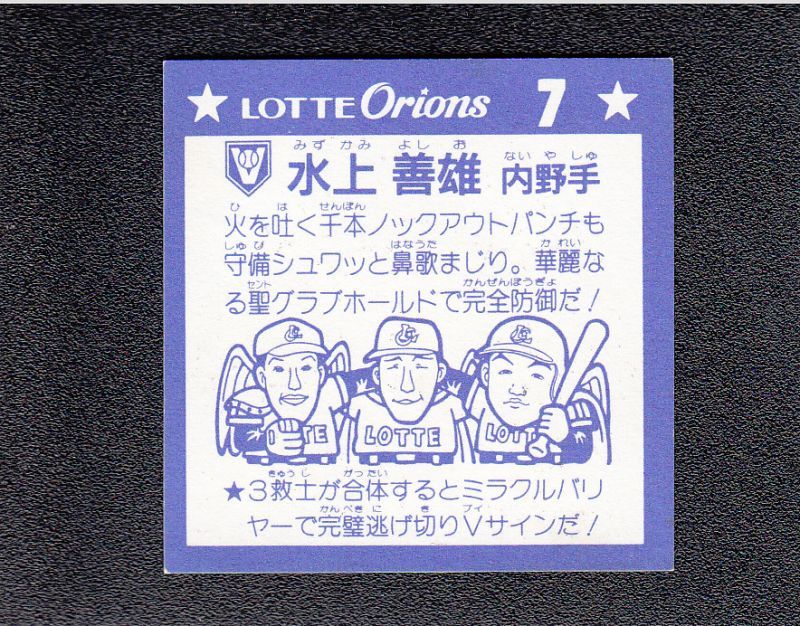 ★ LOTTE Orions 7 ★
みず かみ よし お ない や しゅ
水上 善雄 内野手
ひ は せんぼん
火を吐く千本ノックアウトパンチも
しゅび はなうた かれい
守備シュワッと鼻歌まじり。華麗な
セント かんぜんぼうぎょ
る聖グラブホールドで完全防御だ！
LOTTE LOTTE LOTTE
きゅうし がったい
★3救士が合体するとミラクルバリ
かんぺき に き ブイ
ヤーで完璧逃げ切りVサインだ！